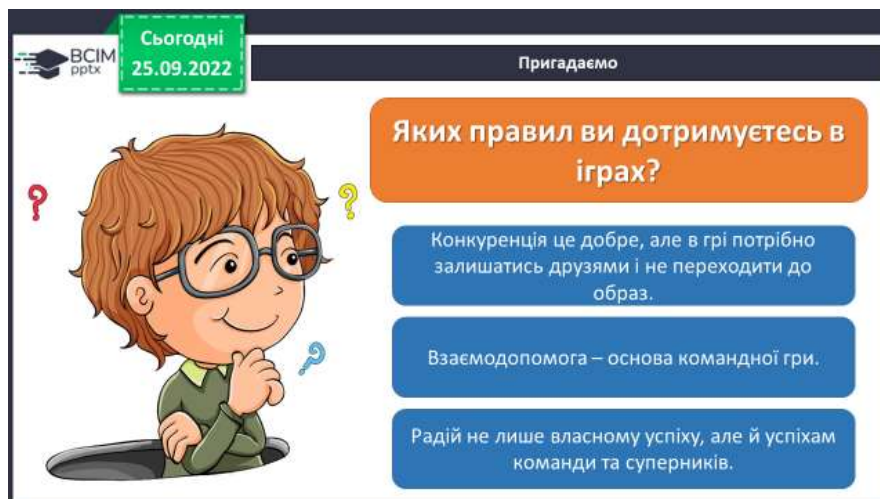 Сьогодні
25.09.2022
BCIM
pptx
Пригадаємо
Яких правил ви дотримуєтесь в
іграх?
Конкуренція це добре, але в грі потрібно
залишатись друзями і не переходити до
образ.
Взаємодопомога – основа командної гри.
Радій не лише власному успіху, але й успіхам
команди та суперників.